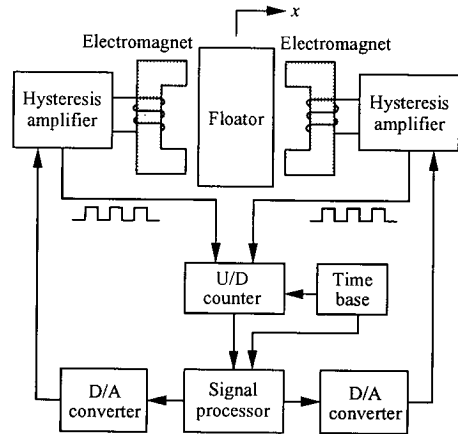 x
Electromagnet
Electromagnet
Hysteresis
amplifier
Floator
Hysteresis
amplifier
U/D
counter
Time
base
D/A
converter
Signal
processor
D/A
converter